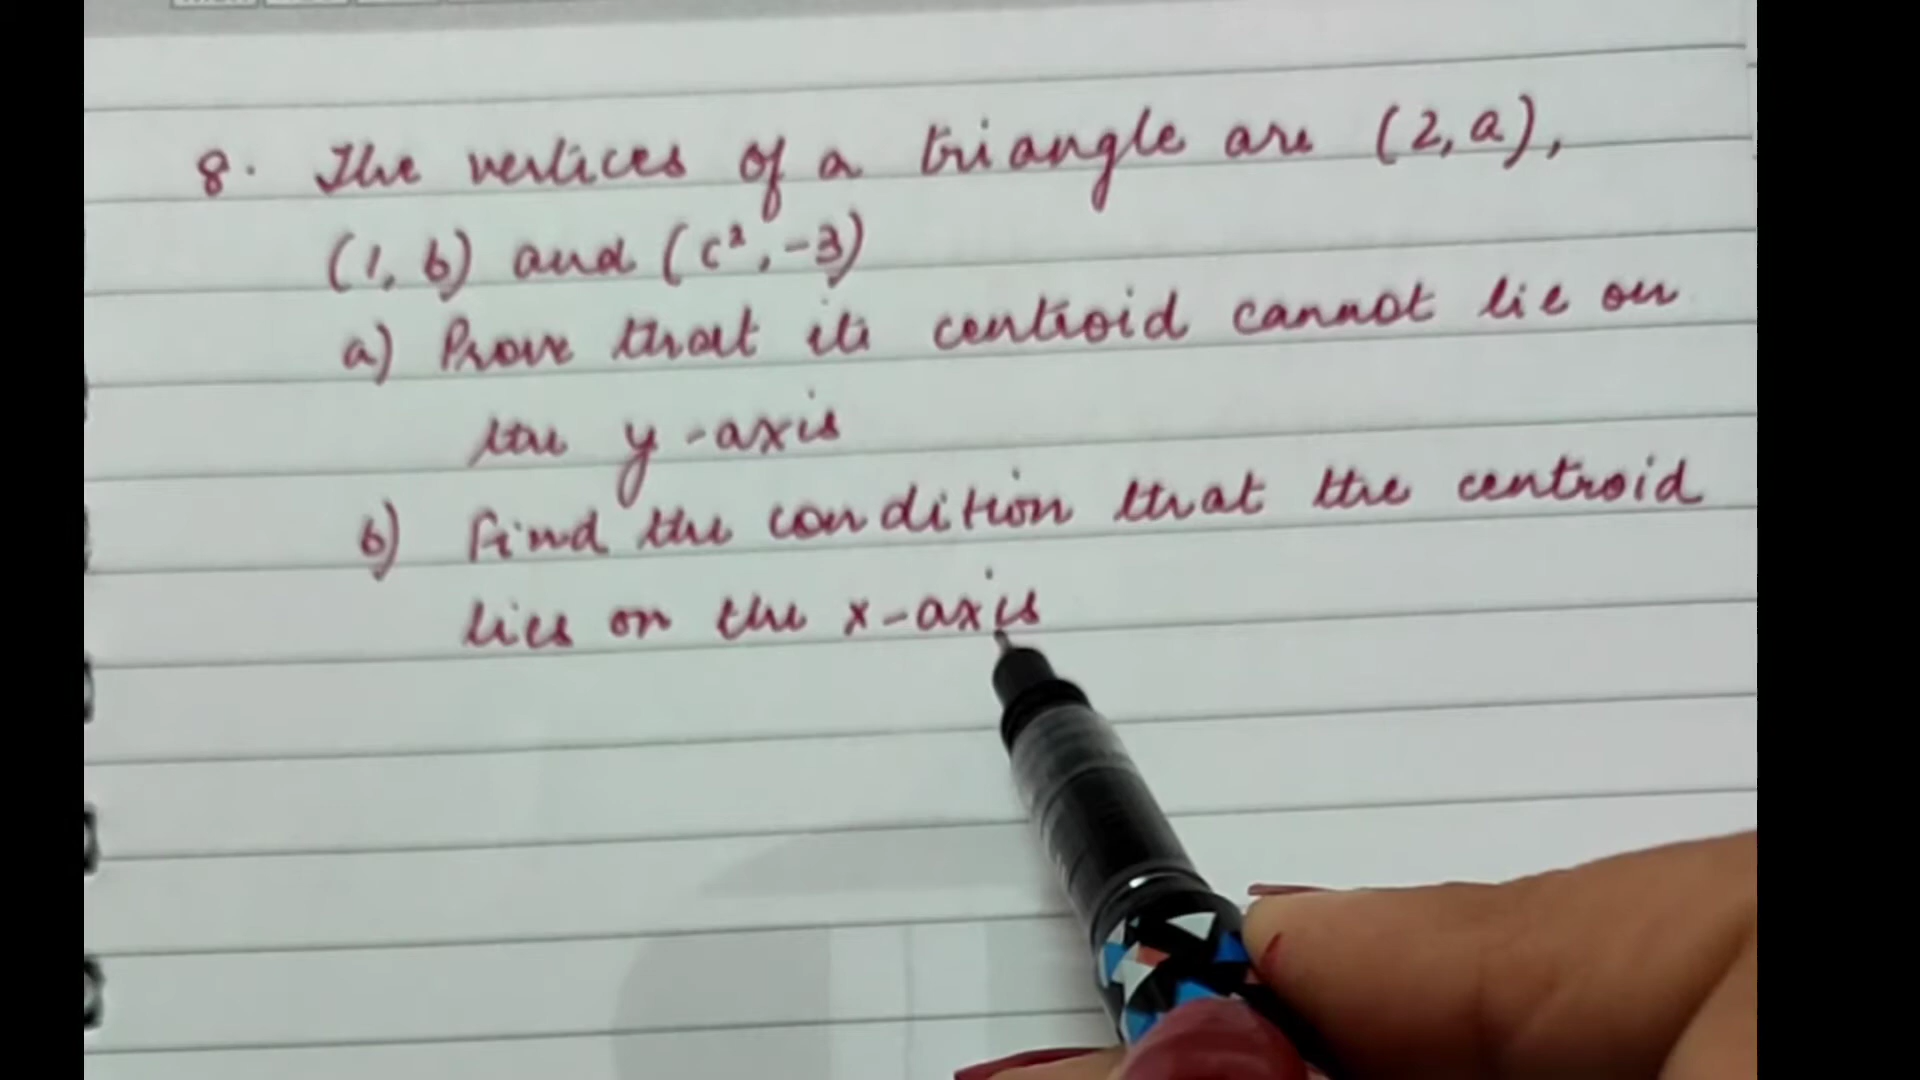 8. The vertices of a triangle are (2, a),
(1, b) and (c², -3)
a) Prove that its centroid cannot lie on
the y-axis
b) Find the condition that the centroid
lies on the x-axis